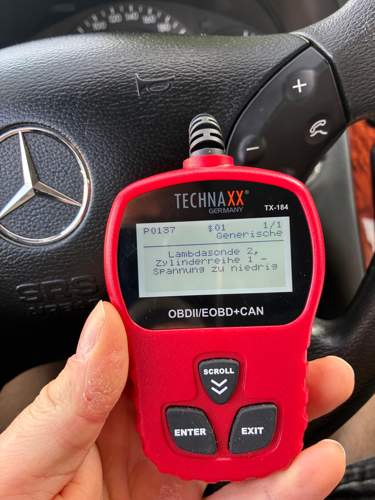 TECHNAXX®
GERMANY
TX-184
P0137 $01 1/1
Generische
Lambdasonde 2,
Zylinderreihe 1 -
Spannung zu niedrig
OBDII/EOBD+CAN
SCROLL
ENTER
EXIT
+
-
SRS